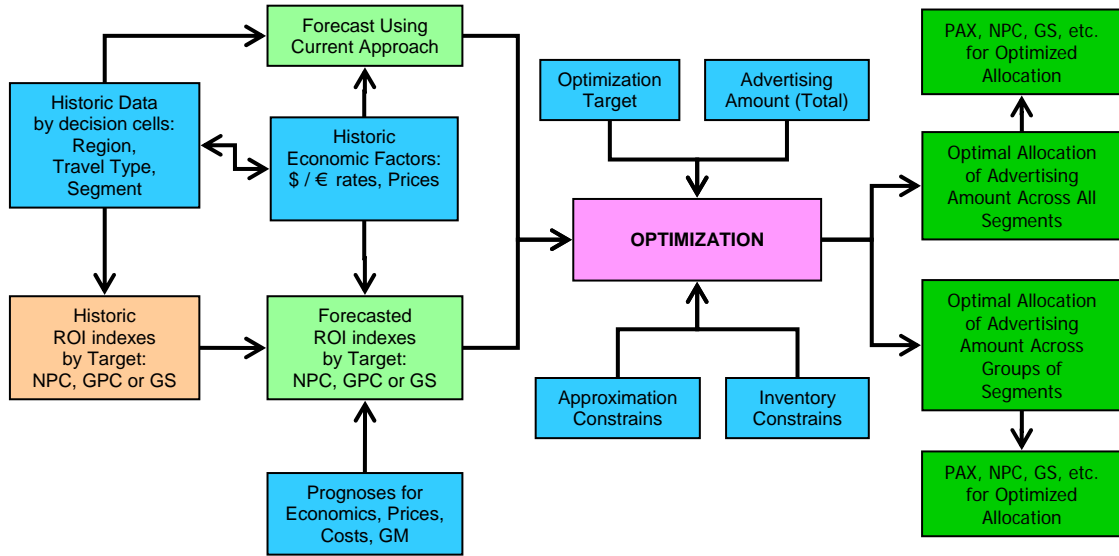 Forecast Using
Current Approach
Historic Data
by decision cells:
Region,
Travel Type,
Segment
Historic
Economic Factors:
$ / € rates, Prices
Historic
ROI indexes
by Target:
NPC, GPC or GS
Forecasted
ROI indexes
by Target:
NPC, GPC or GS
Prognoses for
Economics, Prices,
Costs, GM
Optimization
Target
Advertising
Amount (Total)
OPTIMIZATION
Approximation
Constrains
Inventory
Constrains
PAX, NPC, GS, etc.
for Optimized
Allocation
Optimal Allocation
of Advertising
Amount Across All
Segments
Optimal Allocation
of Advertising
Amount Across
Groups of
Segments
PAX, NPC, GS, etc.
for Optimized
Allocation